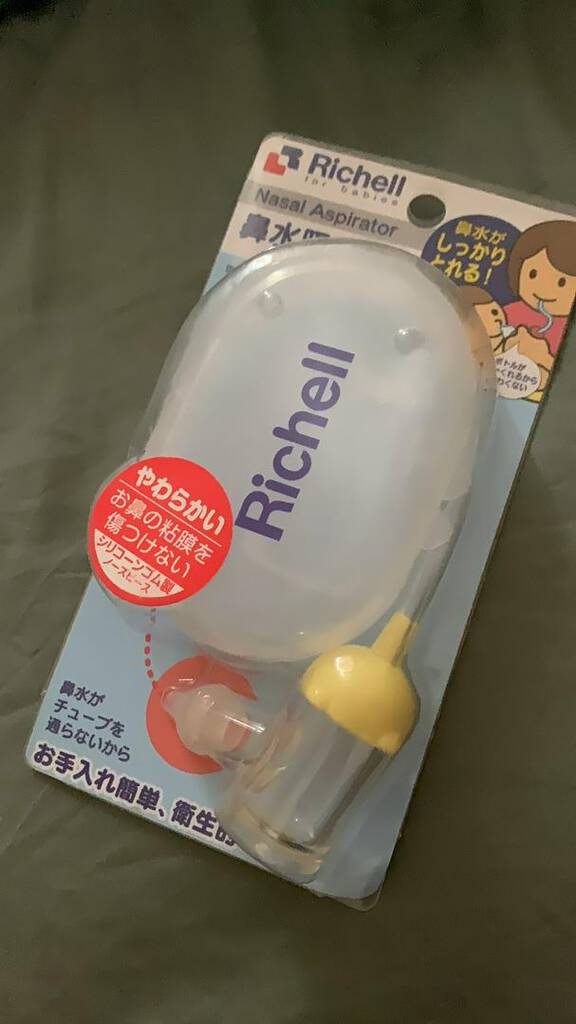 Richell
for babies
Nasal Aspirator
鼻水
鼻水が
しっかり
とれる！
Richell
やわらかい
お鼻の粘膜を
傷つけない
シリコーンゴム製
ノーズピース
鼻水が
チューブを
通らないから
お手入れ簡単、衛生的